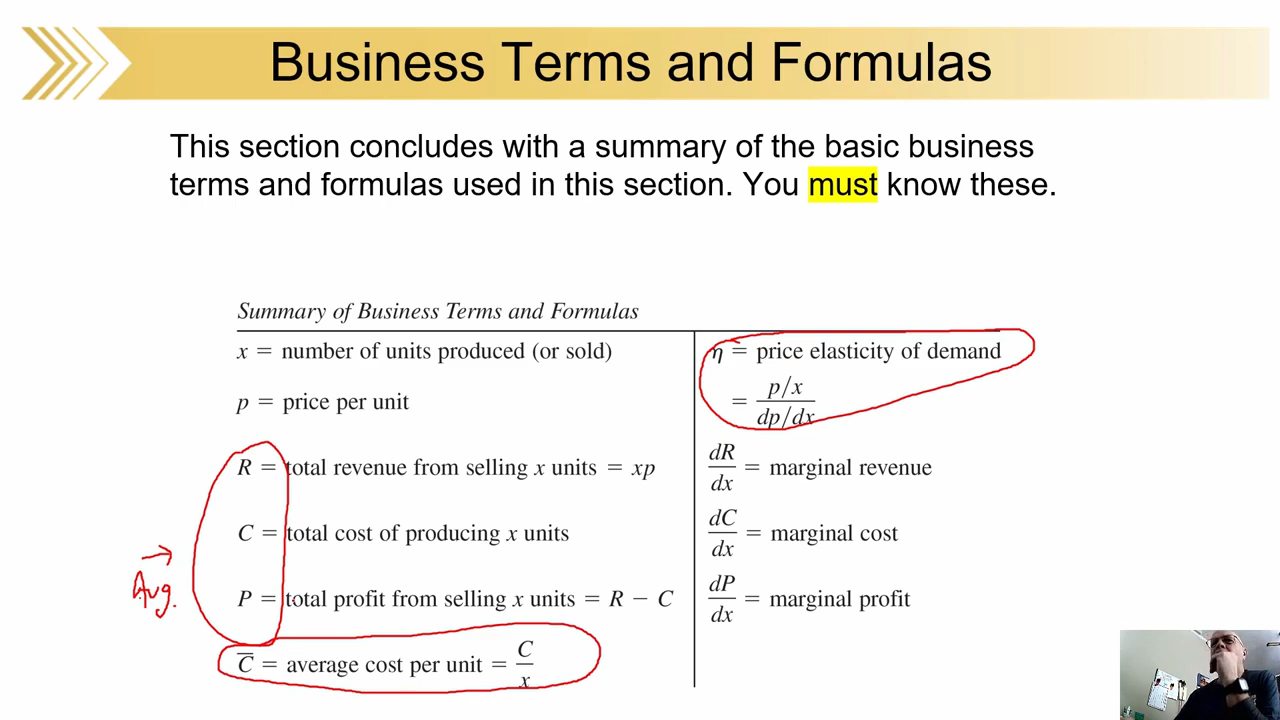 Business Terms and Formulas
This section concludes with a summary of the basic business
terms and formulas used in this section. You must know these.
Summary of Business Terms and Formulas
x = number of units produced (or sold)
p = price per unit
R = total revenue from selling x units = xp
C = total cost of producing x units
P = total profit from selling x units = R − C
C̅ = average cost per unit = C/x
η = price elasticity of demand
= (p/x)/(dp/dx)
dR/dx = marginal revenue
dC/dx = marginal cost
dP/dx = marginal profit
→
Avg.